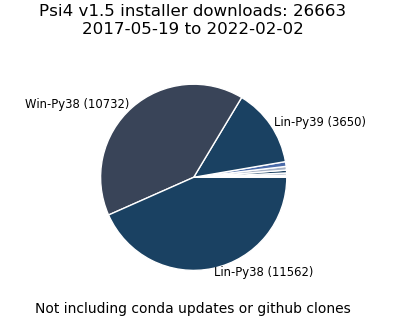 Psi4 v1.5 installer downloads: 26663
2017-05-19 to 2022-02-02
Win-Py38 (10732)
Lin-Py39 (3650)
Lin-Py38 (11562)
Not including conda updates or github clones